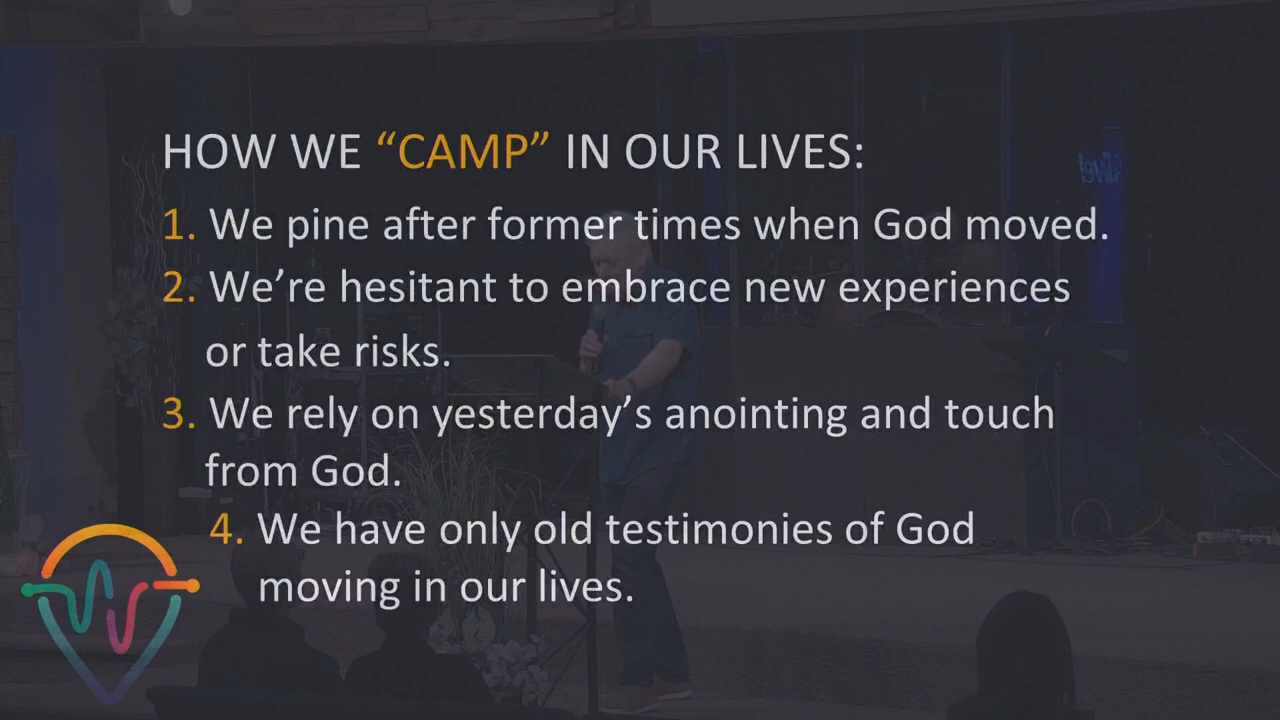 HOW WE “CAMP” IN OUR LIVES:
1. We pine after former times when God moved.
2. We’re hesitant to embrace new experiences
or take risks.
3. We rely on yesterday’s anointing and touch
from God.
4. We have only old testimonies of God
moving in our lives.